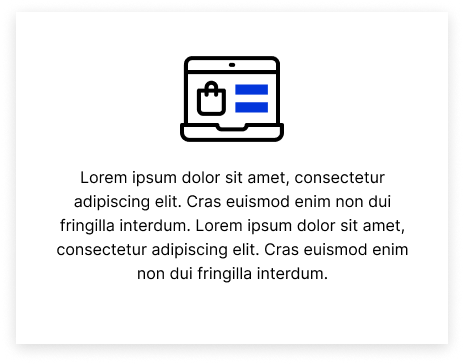 Lorem ipsum dolor sit amet, consectetur
adipiscing elit. Cras euismod enim non dui
fringilla interdum. Lorem ipsum dolor sit amet,
consectetur adipiscing elit. Cras euismod enim
non dui fringilla interdum.